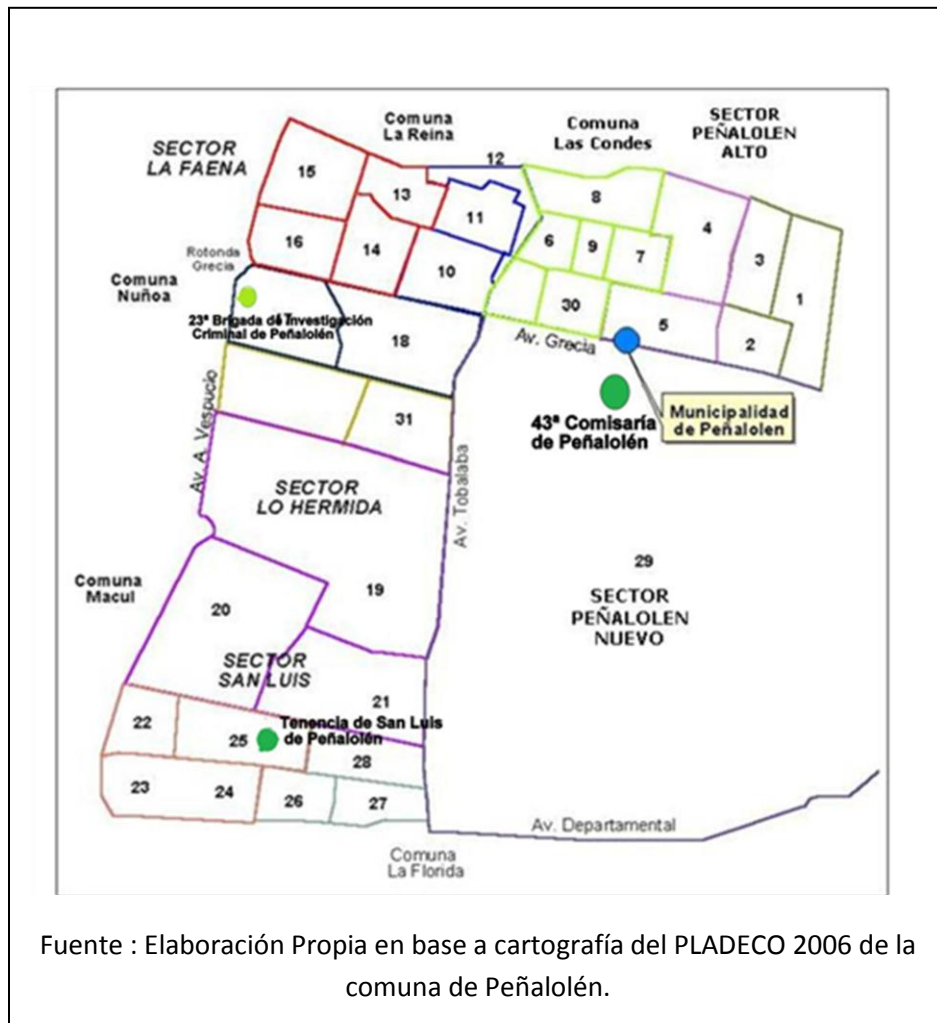 Comuna
La Reina
Comuna
Las Condes
SECTOR
PEÑALOLEN
ALTO
SECTOR
LA FAENA
12
15
13
8
11
4
6
9
7
3
1
16
14
10
Rotonda
Grecia
Comuna
Nuñoa
30
5
2
17
23ª Brigada de Investigación
Criminal de Peñalolén
18
Av. Grecia
Municipalidad
de Peñalolen
43ª Comisaría
de Peñalolén
31
Av. A. Vespucio
SECTOR
LO HERMIDA
Av. Tobalaba
29
SECTOR
PEÑALOLEN
NUEVO
Comuna
Macul
19
20
SECTOR
SAN LUIS
21
22
25
Tenencia de San Luis
de Peñalolén
28
23
24
26
27
Av. Departamental
Comuna
La Florida
Fuente : Elaboración Propia en base a cartografía del PLADECO 2006 de la
comuna de Peñalolén.